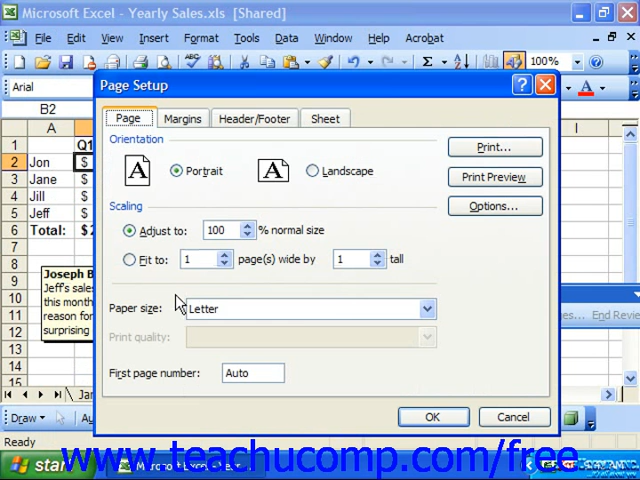 Microsoft Excel - Yearly Sales.xls [Shared]
File Edit View Insert Format Tools Data Window Help Acrobat
100%
Arial
B2
A I
1 Q1
2 Jon $
3 Jane $
4 Jill $
5 Jeff $
6 Total: $2
7
8
9
10
11
12
13
14
15
Joseph B
Jeff's sales
this month
reason for
surprising
Page Setup
Page Margins Header/Footer Sheet
Orientation
A Portrait A Landscape
Scaling
Adjust to: 100 % normal size
Fit to: 1 page(s) wide by 1 tall
Paper size: Letter
Print quality:
First page number: Auto
Print...
Print Preview
Options...
OK Cancel
End Revie
Draw
Ready
start Microsoft Excel - Year
www.teachucomp.com/free